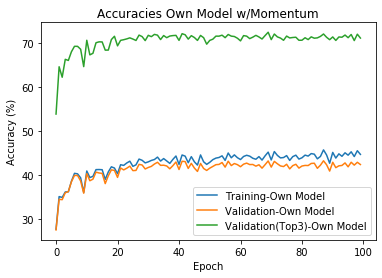 Accuracies Own Model w/Momentum
Accuracy (%)
70
60
50
40
30
Training-Own Model
Validation-Own Model
Validation(Top3)-Own Model
0
20
40
60
80
100
Epoch